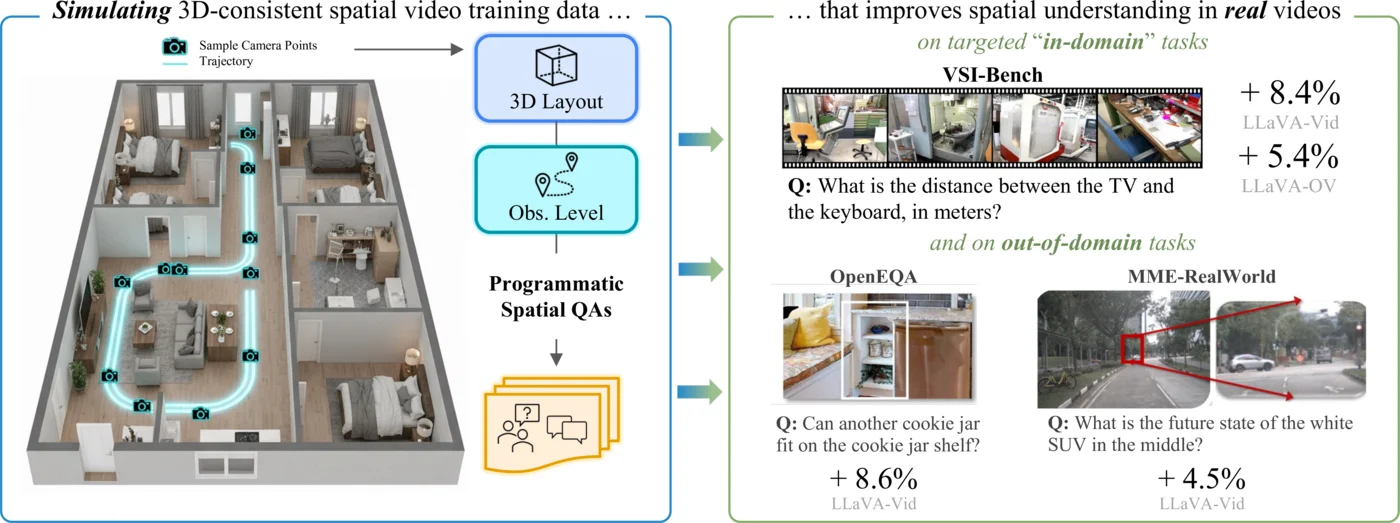 Simulating 3D-consistent spatial video training data ...
Sample Camera Points
Trajectory
3D Layout
Obs. Level
Programmatic
Spatial QAs
... that improves spatial understanding in real videos
on targeted “in-domain” tasks
VSI-Bench
Q: What is the distance between the TV and
the keyboard, in meters?
+ 8.4%
LLaVA-Vid
+ 5.4%
LLaVA-OV
and on out-of-domain tasks
OpenEQA
Q: Can another cookie jar
fit on the cookie jar shelf?
+ 8.6%
LLaVA-Vid
MME-RealWorld
Q: What is the future state of the white
SUV in the middle?
+ 4.5%
LLaVA-Vid